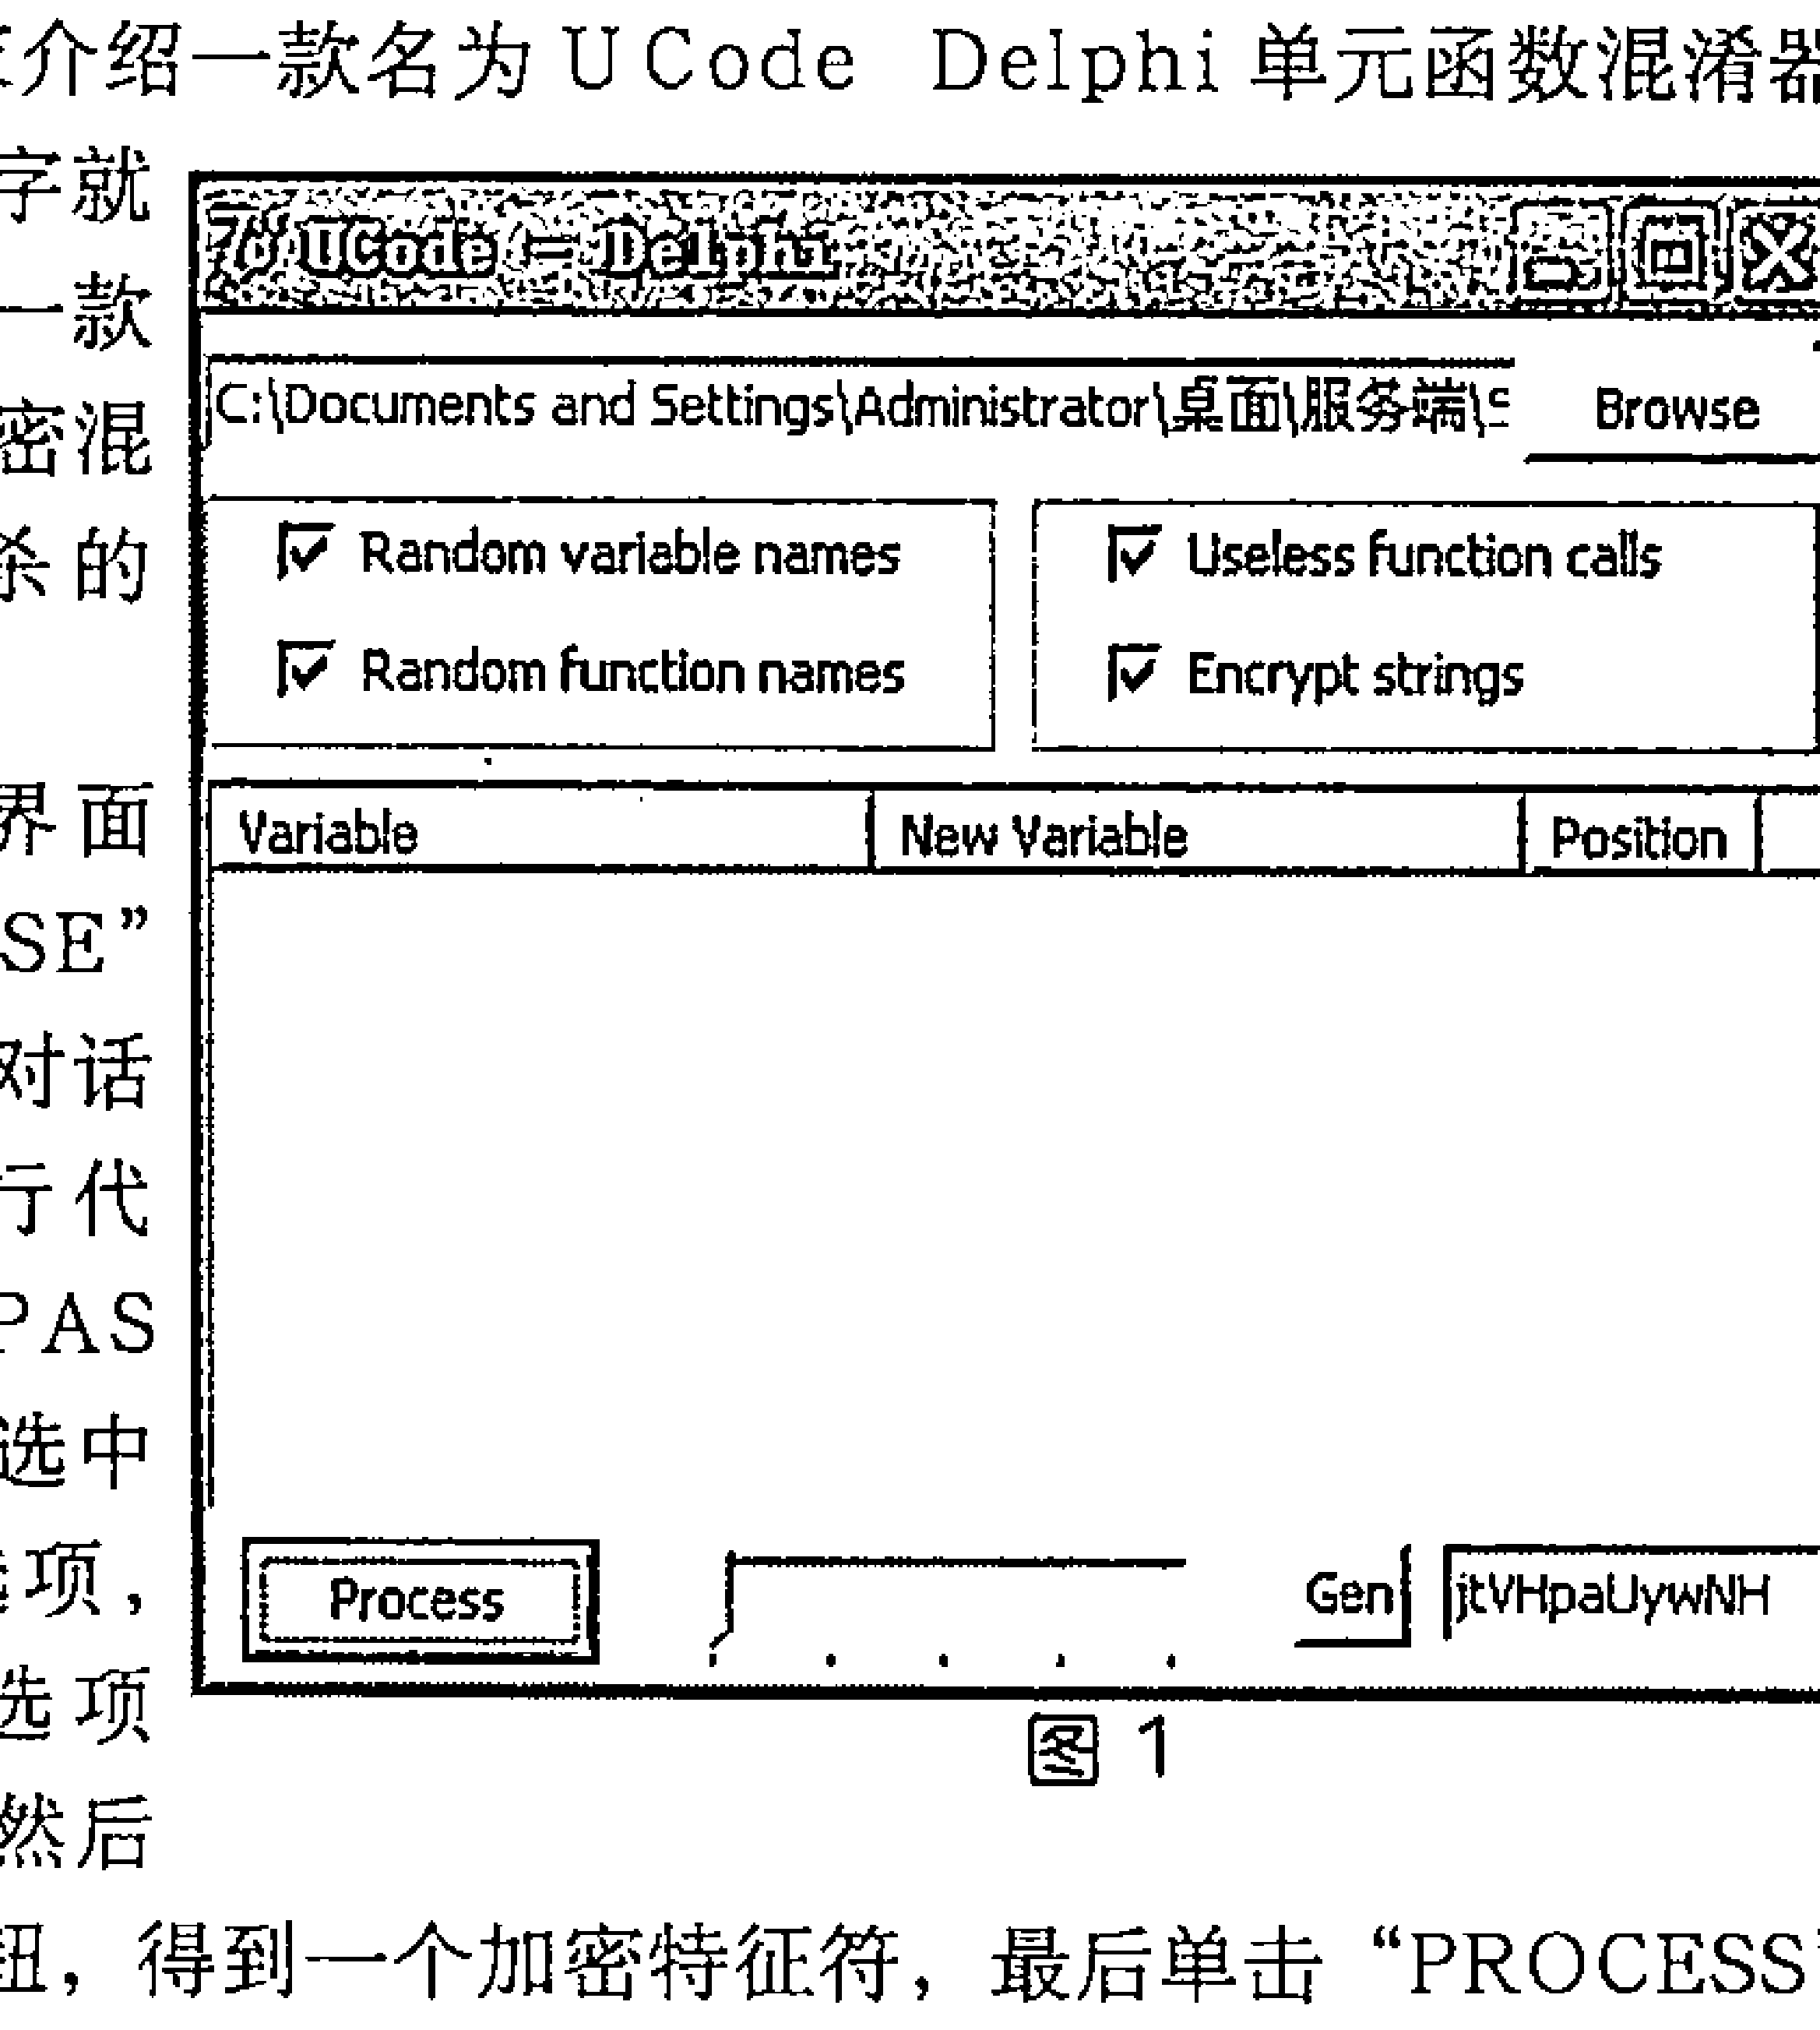 介绍一款名为UCode Delphi单元函数混淆器
字就
一款
密混
杀的
界面
SE”
对话
行代
PAS
选中
项，
选项
然后
钮，得到一个加密特征符，最后单击“PROCESS”
UCode - Delphi
C:\Documents and Settings\Administrator\桌面\服务端\S
Browse
Random variable names
Useless function calls
Random function names
Encrypt strings
Variable New Variable Position
Process
Gen
jtVHpaUywNH
图 1